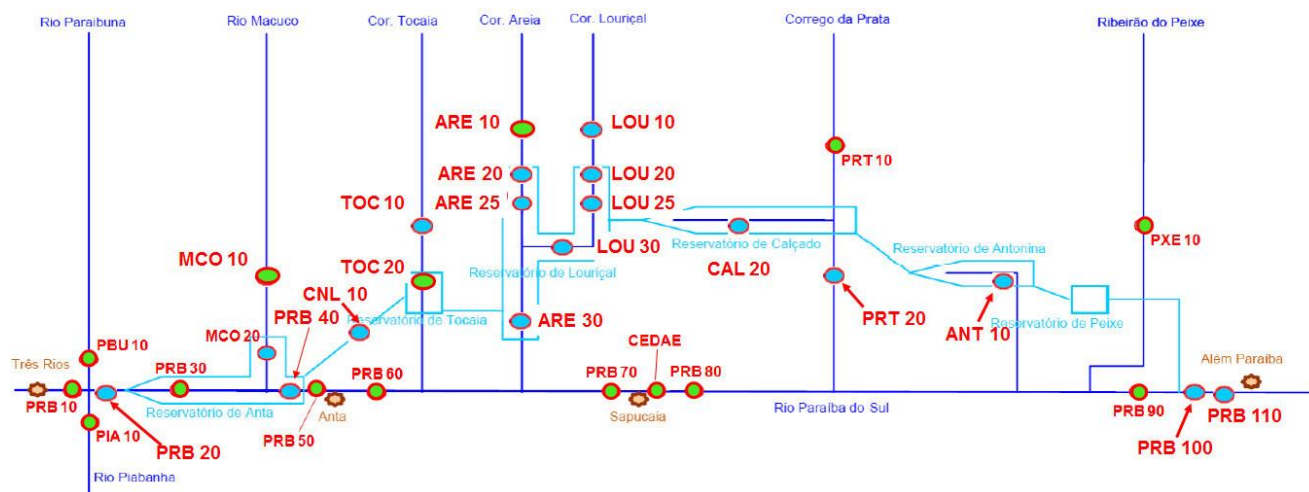 Rio Paraibuna
Rio Macuco
Cor. Tocaia
Cor. Areia
Cor. Louriçal
Corrego da Prata
Ribeirão do Peixe
ARE 10
LOU 10
PRT 10
ARE 20
LOU 20
TOC 10
ARE 25
LOU 25
PXE 10
Reservatório de Calçado
LOU 30
Reservatório de Antonina
MCO 10
TOC 20
Reservatório de Louriçal
CAL 20
CNL 10
Reservatório de Tocaia
PRB 40
ARE 30
PRT 20
ANT 10
Reservatório de Peixe
MCO 20
PBU 10
Três Rios
PRB 30
CEDAE
Além Paraiba
PRB 60
PRB 70
PRB 80
PRB 10
Reservatório de Anta
Anta
Sapucaia
Rio Paraíba do Sul
PRB 90
PRB 110
PIA 10
PRB 20
PRB 50
PRB 100
Rio Piabanha